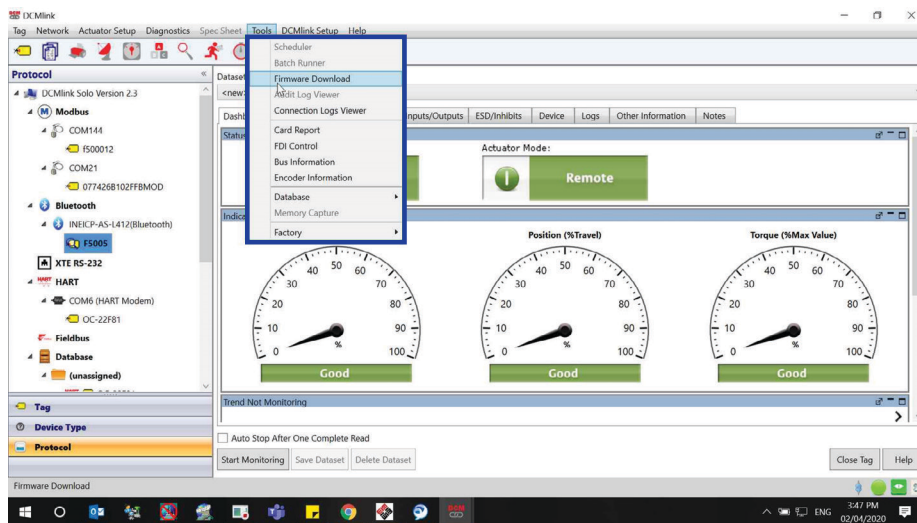 DCMlink
Tag Network Actuator Setup Diagnostics Spec Sheet Tools DCMlink Setup Help
Scheduler
Batch Runner
Firmware Download
Audit Log Viewer
Connection Logs Viewer
Card Report
FDI Control
Bus Information
Encoder Information
Database
Memory Capture
Factory
Protocol
DCMlink Solo Version 2.3
Modbus
COM144
f500012
COM21
077426B102FFBMOD
Bluetooth
INEICP-AS-L412(Bluetooth)
F5005
XTE RS-232
HART
COM6 (HART Modem)
OC-22F81
Fieldbus
Database
(unassigned)
Tag
Device Type
Protocol
Dataset
<new
Dashb
nputs/Outputs ESD/Inhibits Device Logs Other Information Notes
Status
Actuator Mode:
Remote
Indica
0 10 20 30 40 50 60 70 80 90 100
%
Good
Position (%Travel)
0 10 20 30 40 50 60 70 80 90 100
%
Good
Torque (%Max Value)
0 10 20 30 40 50 60 70 80 90 100
%
Good
Trend Not Monitoring
Auto Stop After One Complete Read
Start Monitoring Save Dataset Delete Dataset Close Tag Help
Firmware Download
ENG
3:47 PM
02/04/2020